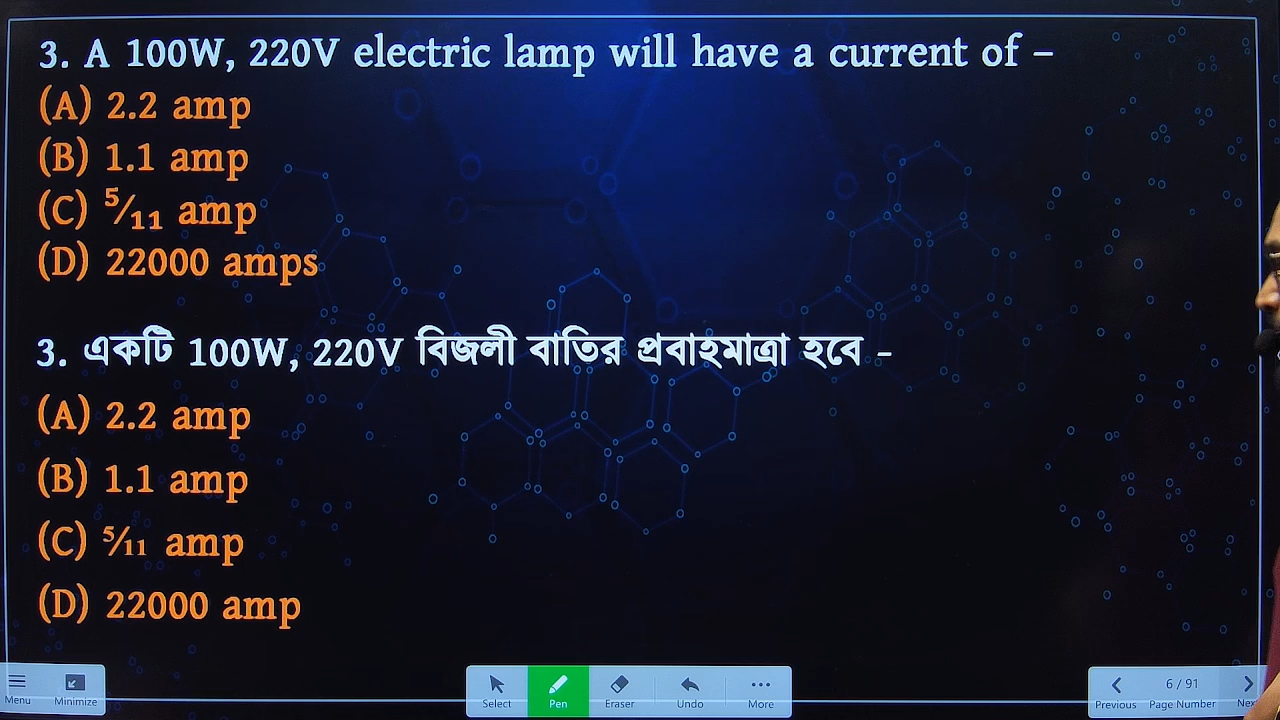 3. A 100W, 220V electric lamp will have a current of –
(A) 2.2 amp
(B) 1.1 amp
(C) ⁵⁄₁₁ amp
(D) 22000 amps
3. একটি 100W, 220V বিজলী বাতির প্রবাহমাত্রা হবে -
(A) 2.2 amp
(B) 1.1 amp
(C) ⁵⁄₁₁ amp
(D) 22000 amp
Menu Minimize Select Pen Eraser Undo More Previous 6 / 91 Page Number